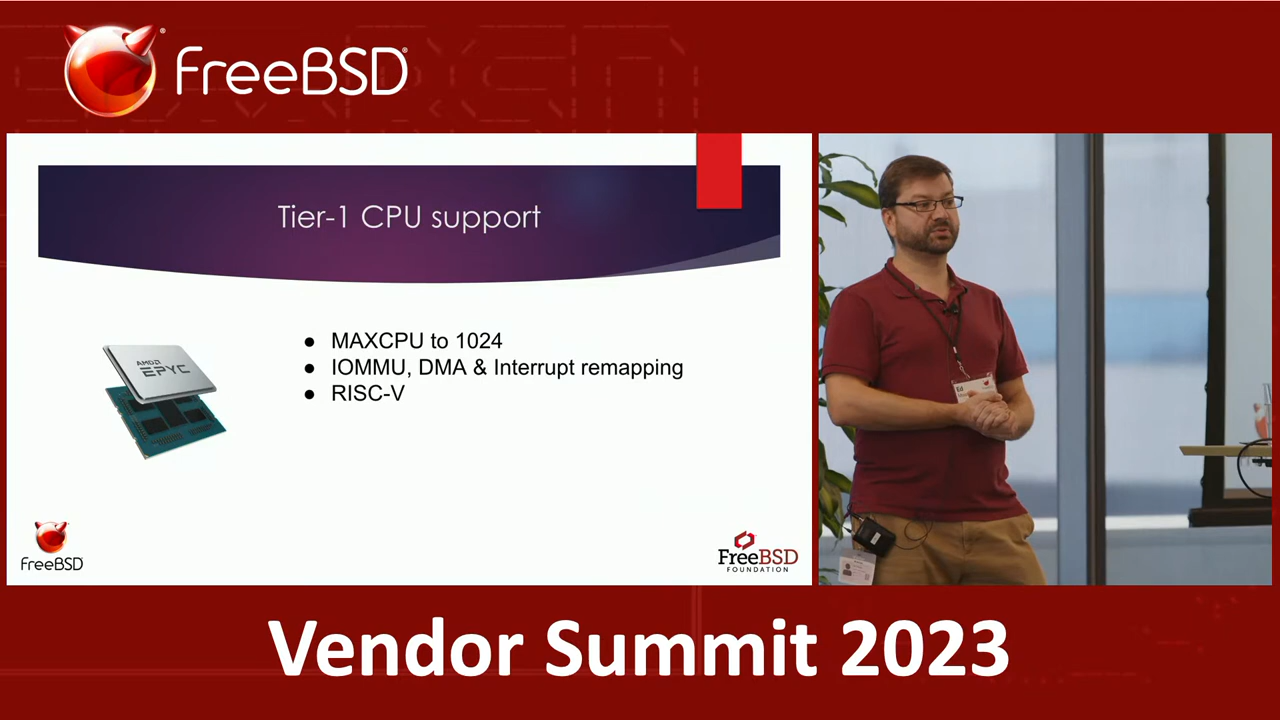 FreeBSD®
Tier-1 CPU support
AMD
EPYC
● MAXCPU to 1024
● IOMMU, DMA & Interrupt remapping
● RISC-V
FreeBSD
FreeBSD
FOUNDATION
Ed
Vendor Summit 2023